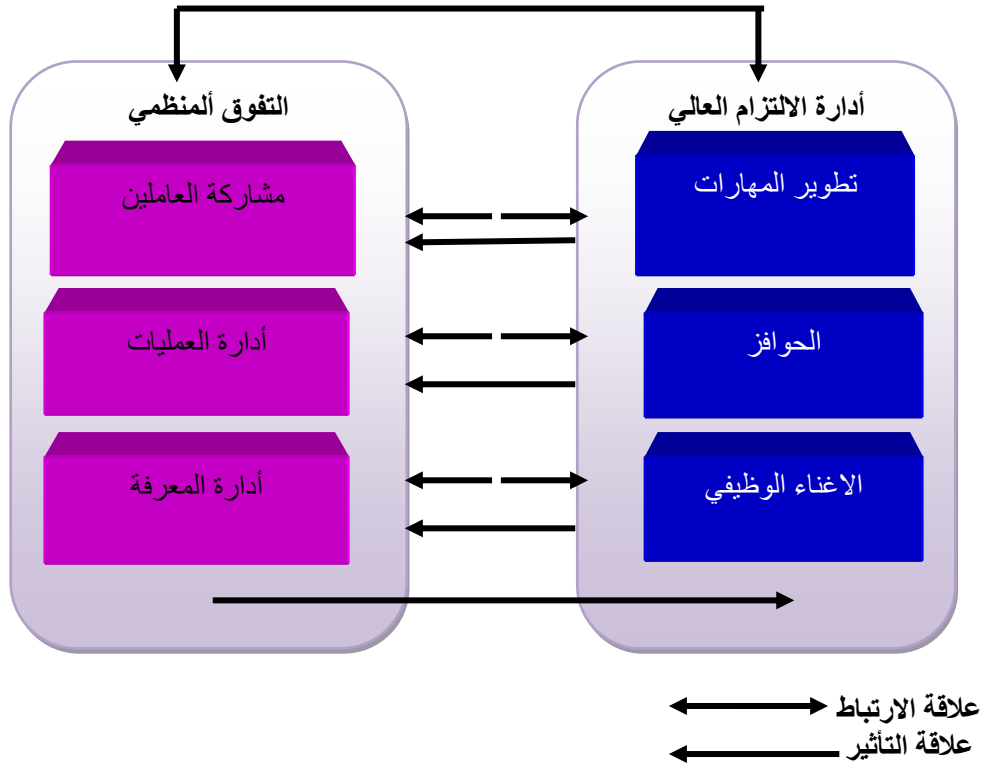 أدارة الالتزام العالي
تطوير المهارات
الحوافز
الاغناء الوظيفي
التفوق ألمنظمي
مشاركة العاملين
أدارة العمليات
أدارة المعرفة
علاقة الارتباط
علاقة التأثير